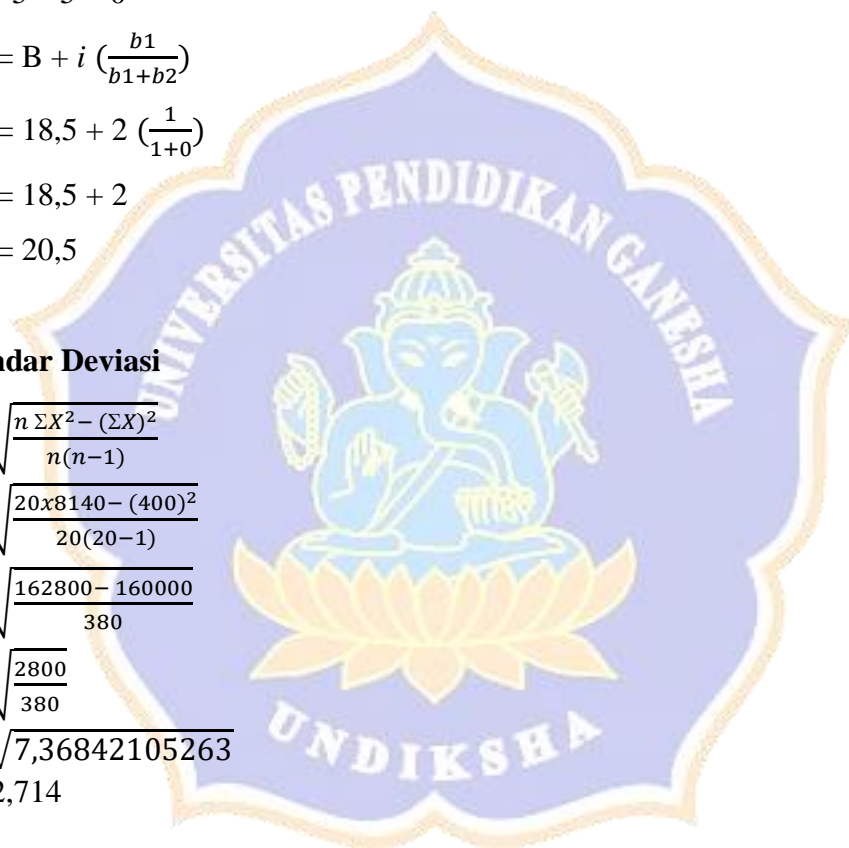 = B + i (b1/b1+b2)
= 18,5 + 2 (1/1+0)
= 18,5 + 2
= 20,5
UNIVERSITAS PENDIDIKAN GANESHA
dar Deviasi
√(n ΣX² − (ΣX)²/n(n−1))
√(20x8140− (400)²/20(20−1))
√(162800− 160000/380)
√(2800/380)
√7,36842105263
2,714
UNDIKSHA